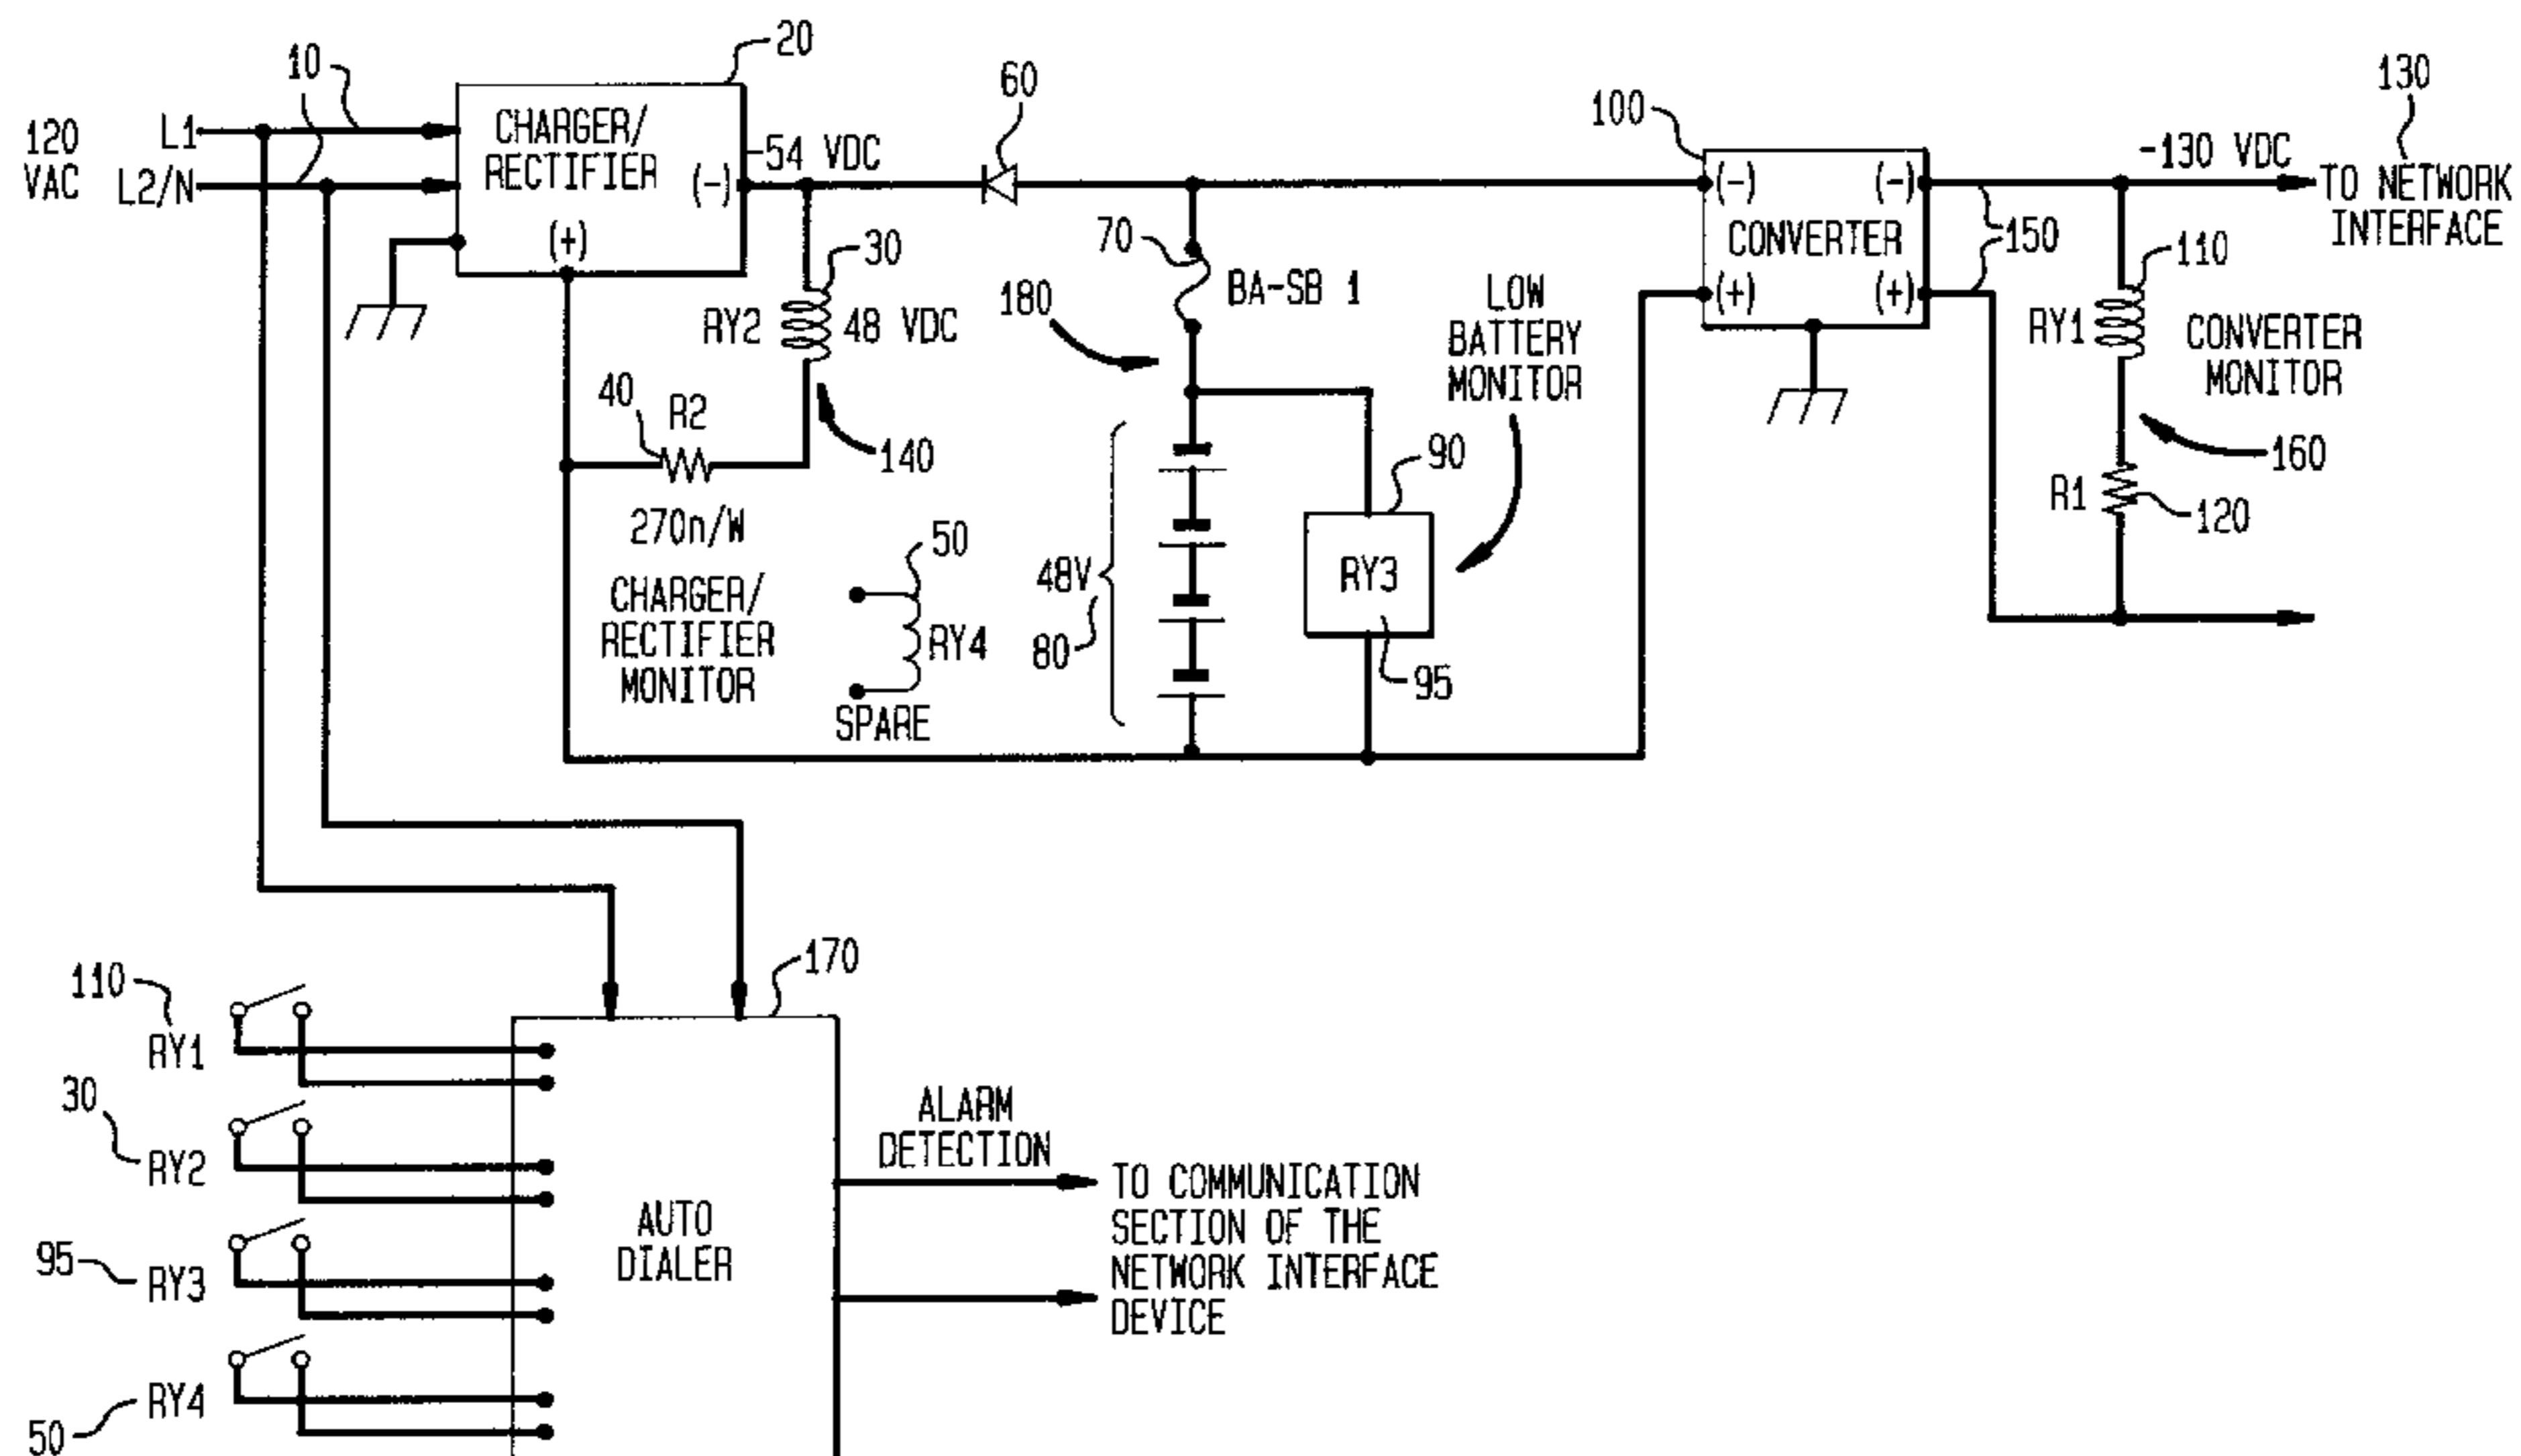 20
10
60
130
120
VAC
L1
L2/N
CHARGER/
RECTIFIER
(-)
(+)
-54 VDC
100
(-)
(-)
CONVERTER
(+)
(+)
-130 VDC
TO NETWORK
INTERFACE
150
110
30
RY2
48 VDC
70
BA-SB 1
180
LOW
BATTERY
MONITOR
RY1
CONVERTER
MONITOR
40
R2
140
90
160
R1
120
270n/W
CHARGER/
RECTIFIER
MONITOR
50
RY4
SPARE
48V
80
RY3
95
170
110
RY1
30
RY2
95
RY3
50
RY4
AUTO
DIALER
ALARM
DETECTION
TO COMMUNICATION
SECTION OF THE
NETWORK INTERFACE
DEVICE